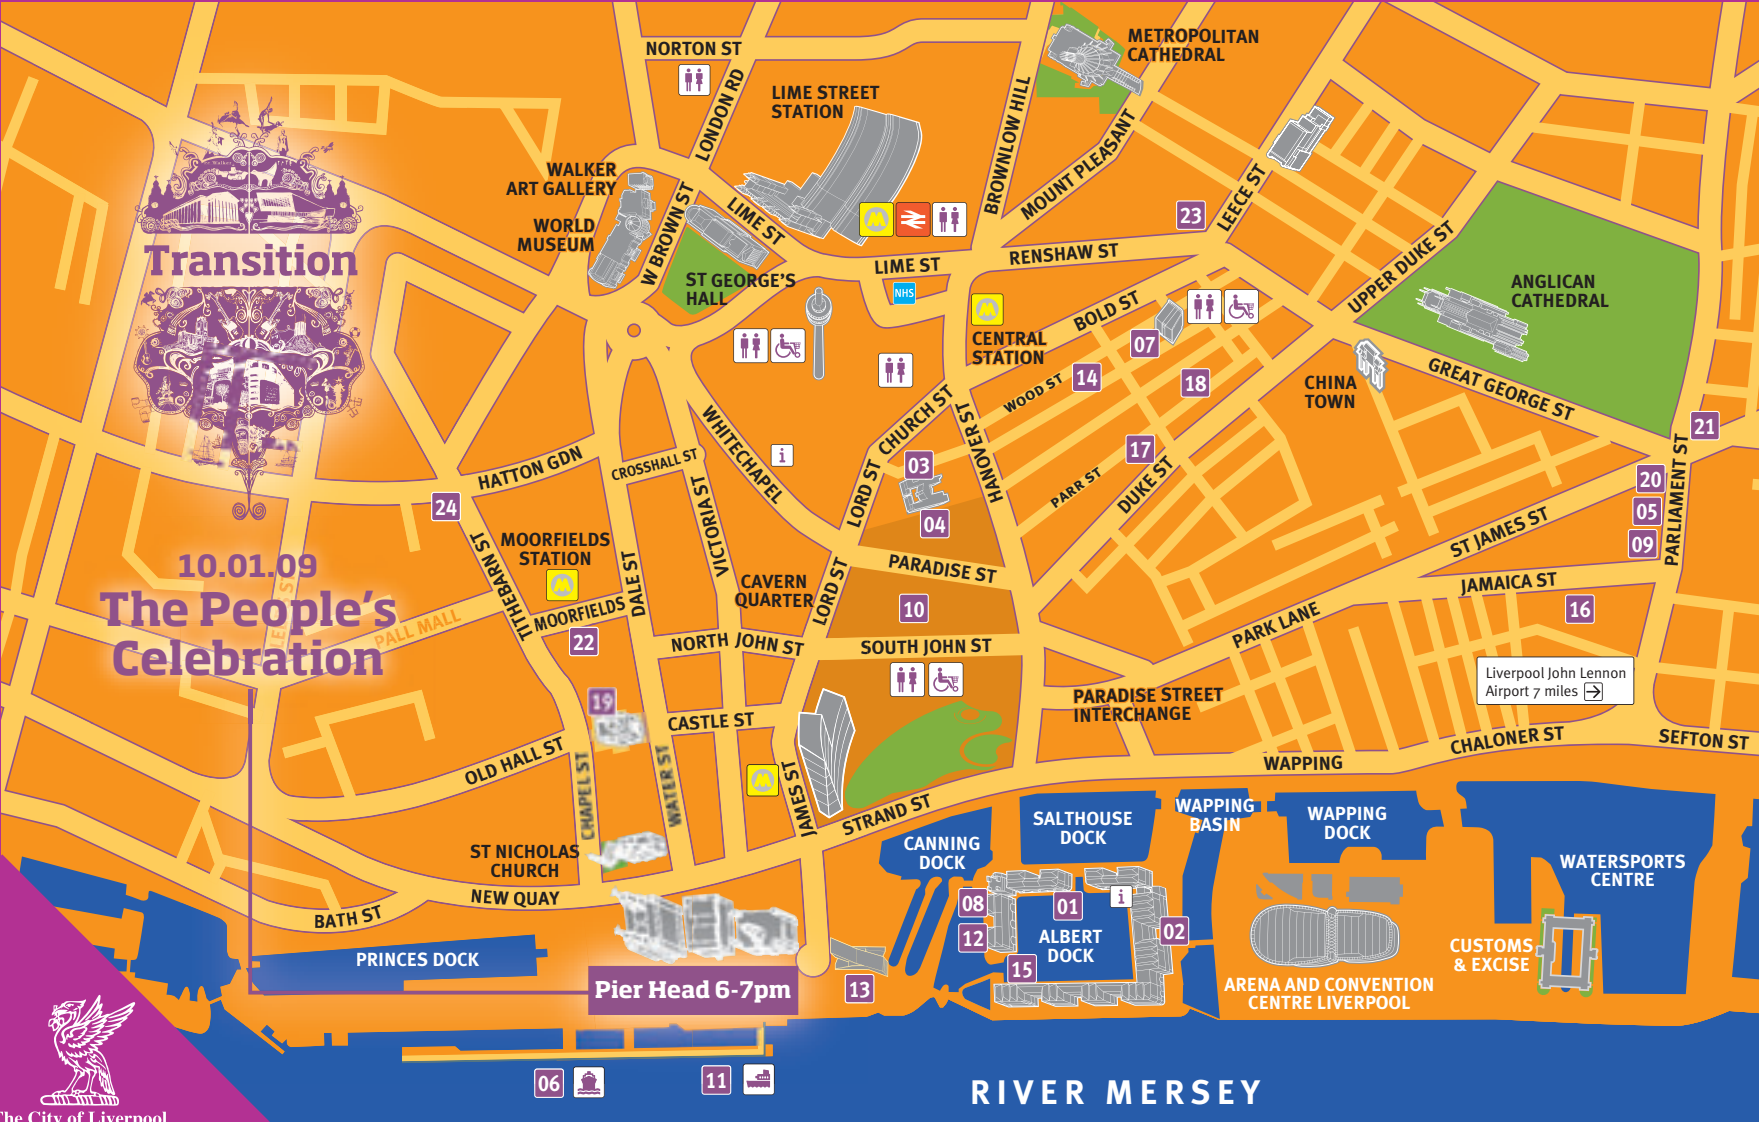 NORTON ST
LONDON RD
LIME STREET
STATION
METROPOLITAN
CATHEDRAL
BROWNLOW HILL
MOUNT PLEASANT
WALKER
ART GALLERY
WORLD
MUSEUM
W BROWN ST
LIME ST
ST GEORGE'S
HALL
LIME ST
NHS
RENSHAW ST
23
LEECE ST
UPPER DUKE ST
ANGLICAN
CATHEDRAL
Transition
CENTRAL
STATION
BOLD ST
07
WOOD ST
14
18
CHINA
TOWN
GREAT GEORGE ST
21
WHITECHAPEL
i
CHURCH ST
HANOVER ST
LORD ST
03
04
17
PARR ST
DUKE ST
20
05
09
PARLIAMENT ST
ST JAMES ST
HATTON GDN
24
CROSSHALL ST
VICTORIA ST
MOORFIELDS
STATION
TITHEBARN ST
DALE ST
MOORFIELDS
22
CAVERN
QUARTER
LORD ST
PARADISE ST
10
JAMAICA ST
16
PARK LANE
10.01.09
The People's
Celebration
PALL MALL
NORTH JOHN ST
SOUTH JOHN ST
Liverpool John Lennon
Airport 7 miles →
PARADISE STREET
INTERCHANGE
19
CASTLE ST
OLD HALL ST
CHAPEL ST
WATER ST
JAMES ST
STRAND ST
WAPPING
CHALONER ST
SEFTON ST
ST NICHOLAS
CHURCH
NEW QUAY
BATH ST
CANNING
DOCK
SALTHOUSE
DOCK
WAPPING
BASIN
WAPPING
DOCK
WATERSPORTS
CENTRE
08
01
i
12
ALBERT
DOCK
02
15
13
PRINCES DOCK
Pier Head 6-7pm
ARENA AND CONVENTION
CENTRE LIVERPOOL
CUSTOMS
& EXCISE
06
11
RIVER MERSEY
The City of Liverpool